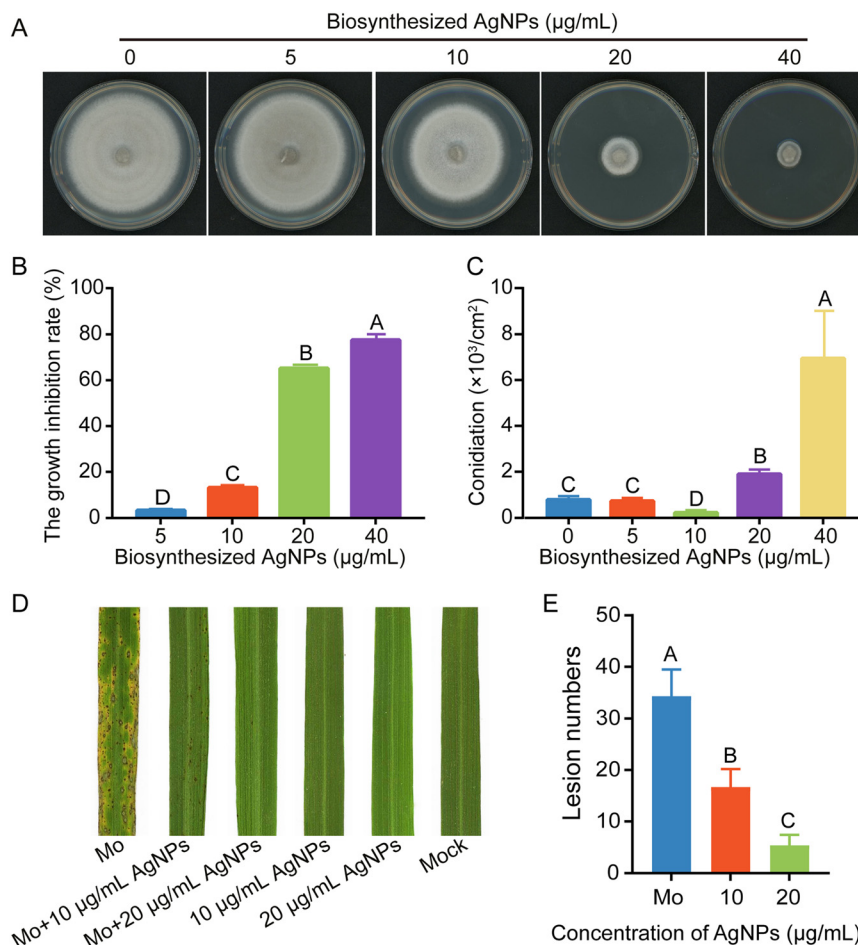 A
Biosynthesized AgNPs (µg/mL)
0 5 10 20 40
B
The growth inhibition rate (%)
100
80
60
40
20
0
D
C
B
A
5 10 20 40
Biosynthesized AgNPs (µg/mL)
C
Conidiation (×10³/cm²)
10
8
6
4
2
0
C
C
D
B
A
0 5 10 20 40
Biosynthesized AgNPs (µg/mL)
D
Mo
Mo+10 µg/mL AgNPs
Mo+20 µg/mL AgNPs
10 µg/mL AgNPs
20 µg/mL AgNPs
Mock
E
Lesion numbers
50
40
30
20
10
0
A
B
C
Mo 10 20
Concentration of AgNPs (µg/mL)